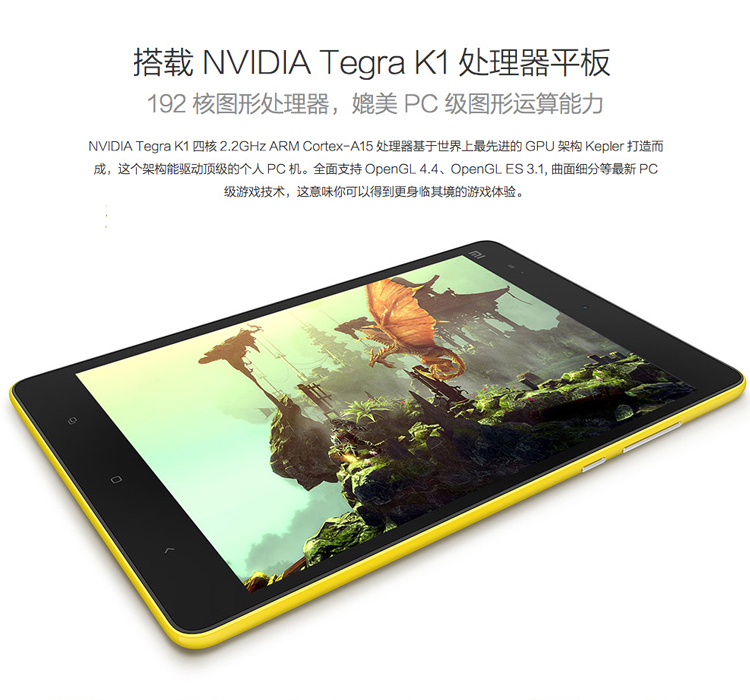 搭载 NVIDIA Tegra K1 处理器平板
192 核图形处理器，媲美 PC 级图形运算能力
NVIDIA Tegra K1 四核 2.2GHz ARM Cortex-A15 处理器基于世界上最先进的 GPU 架构 Kepler 打造而
成，这个架构能驱动顶级的个人 PC 机。全面支持 OpenGL 4.4、OpenGL ES 3.1, 曲面细分等最新 PC
级游戏技术，这意味你可以得到更身临其境的游戏体验。
MI